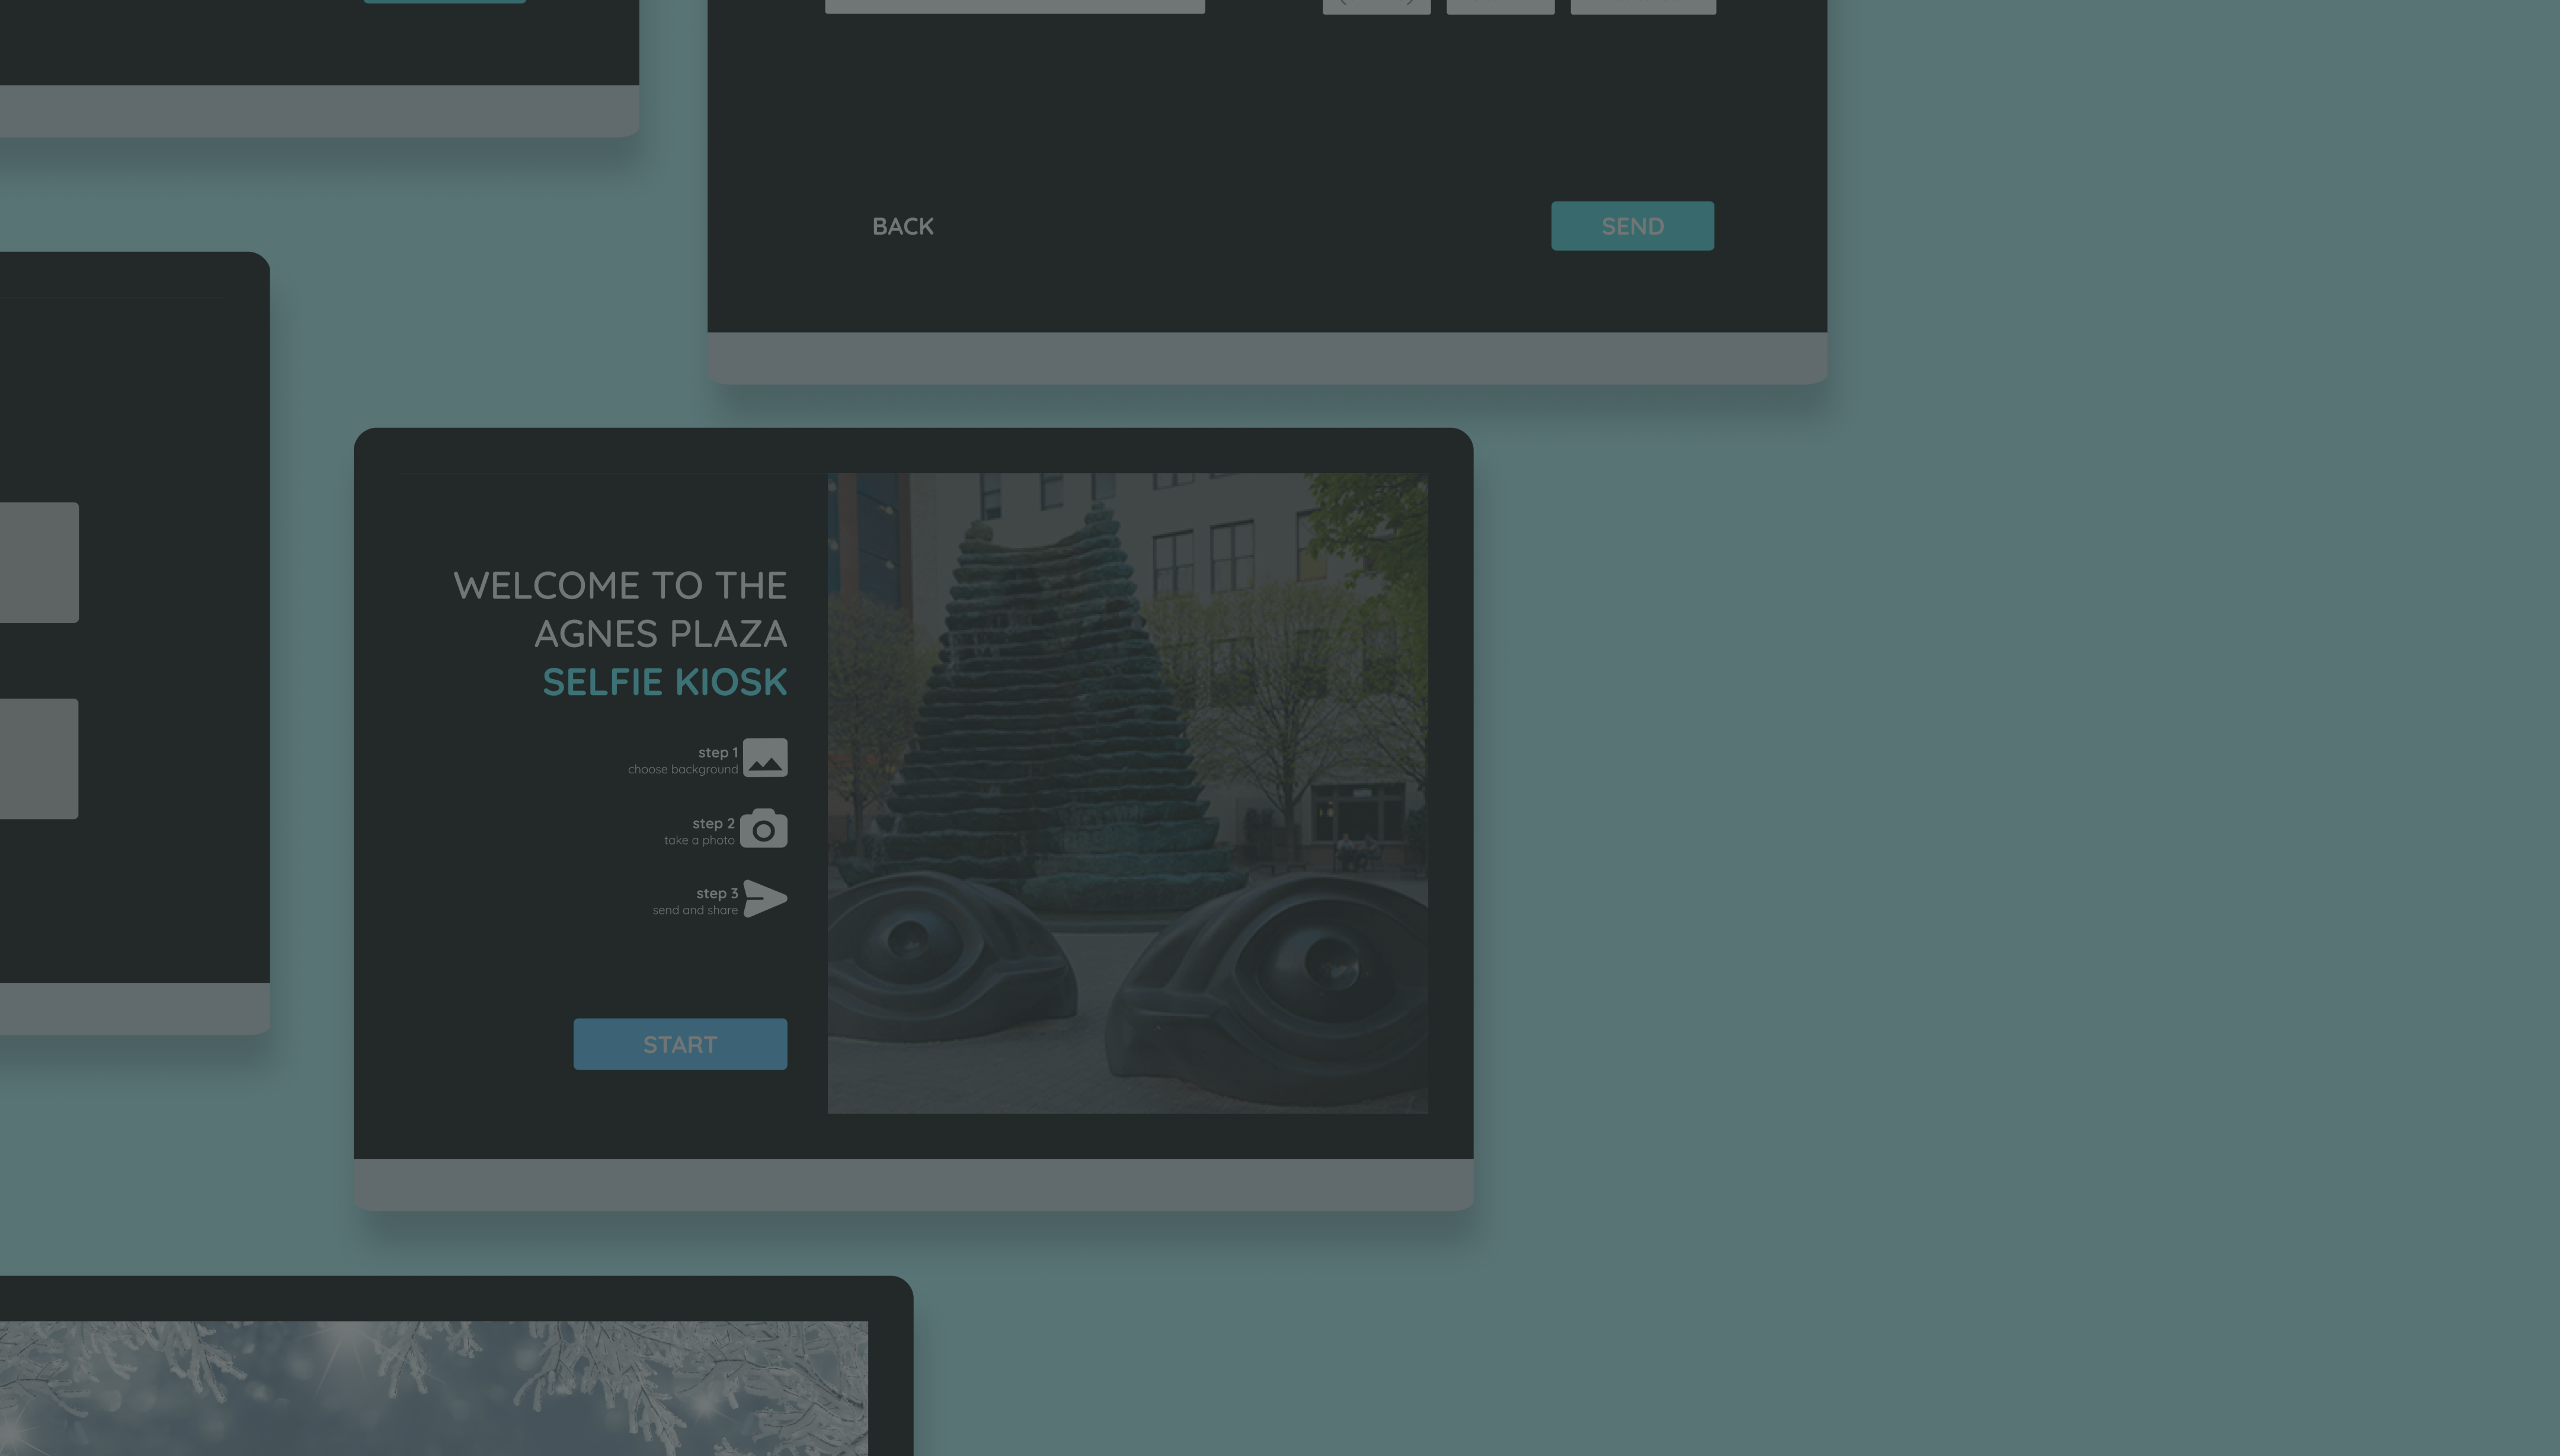 BACK
SEND
WELCOME TO THE
AGNES PLAZA
SELFIE KIOSK
step 1
choose background
step 2
take a photo
step 3
send and share
START